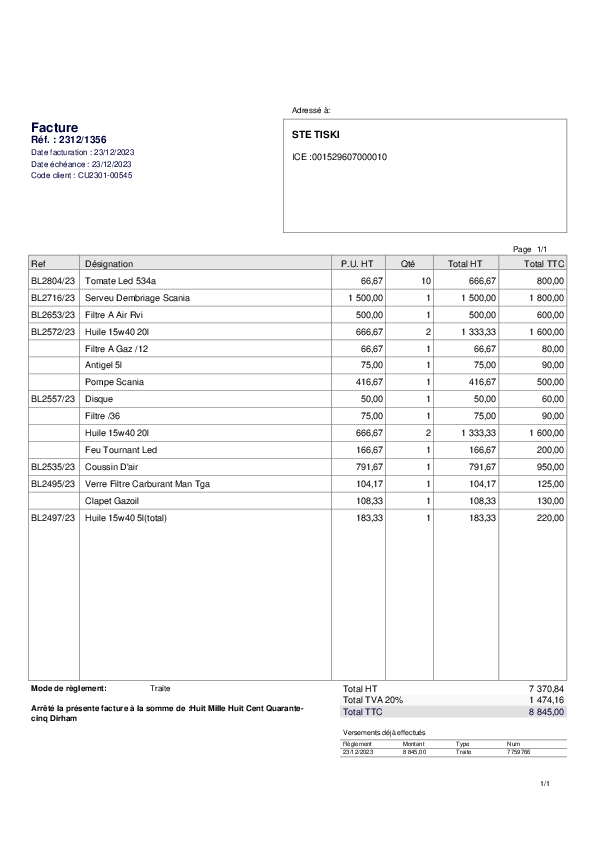 Adressé à:
Facture
Réf. : 2312/1356
Date facturation : 23/12/2023
Date échéance : 23/12/2023
Code client : CU2301-00545
STE TISKI
ICE :001529607000010
Page 1/1
Ref Désignation P.U. HT Qté Total HT Total TTC
BL2804/23 Tomate Led 534a 66,67 10 666,67 800,00
BL2716/23 Serveu Dembriage Scania 1 500,00 1 1 500,00 1 800,00
BL2653/23 Filtre A Air Rvi 500,00 1 500,00 600,00
BL2572/23 Huile 15w40 20l 666,67 2 1 333,33 1 600,00
Filtre A Gaz /12 66,67 1 66,67 80,00
Antigel 5l 75,00 1 75,00 90,00
Pompe Scania 416,67 1 416,67 500,00
BL2557/23 Disque 50,00 1 50,00 60,00
Filtre /36 75,00 1 75,00 90,00
Huile 15w40 20l 666,67 2 1 333,33 1 600,00
Feu Tournant Led 166,67 1 166,67 200,00
BL2535/23 Coussin D'air 791,67 1 791,67 950,00
BL2495/23 Verre Filtre Carburant Man Tga 104,17 1 104,17 125,00
Clapet Gazoil 108,33 1 108,33 130,00
BL2497/23 Huile 15w40 5l(total) 183,33 1 183,33 220,00
Mode de règlement: Traite
Arrêté la présente facture à la somme de :Huit Mille Huit Cent Quarante-
cinq Dirham
Total HT 7 370,84
Total TVA 20% 1 474,16
Total TTC 8 845,00
Versements déjà effectués
Règlement Montant Type Num
23/12/2023 8 845,00 Traite 7759766
1/1